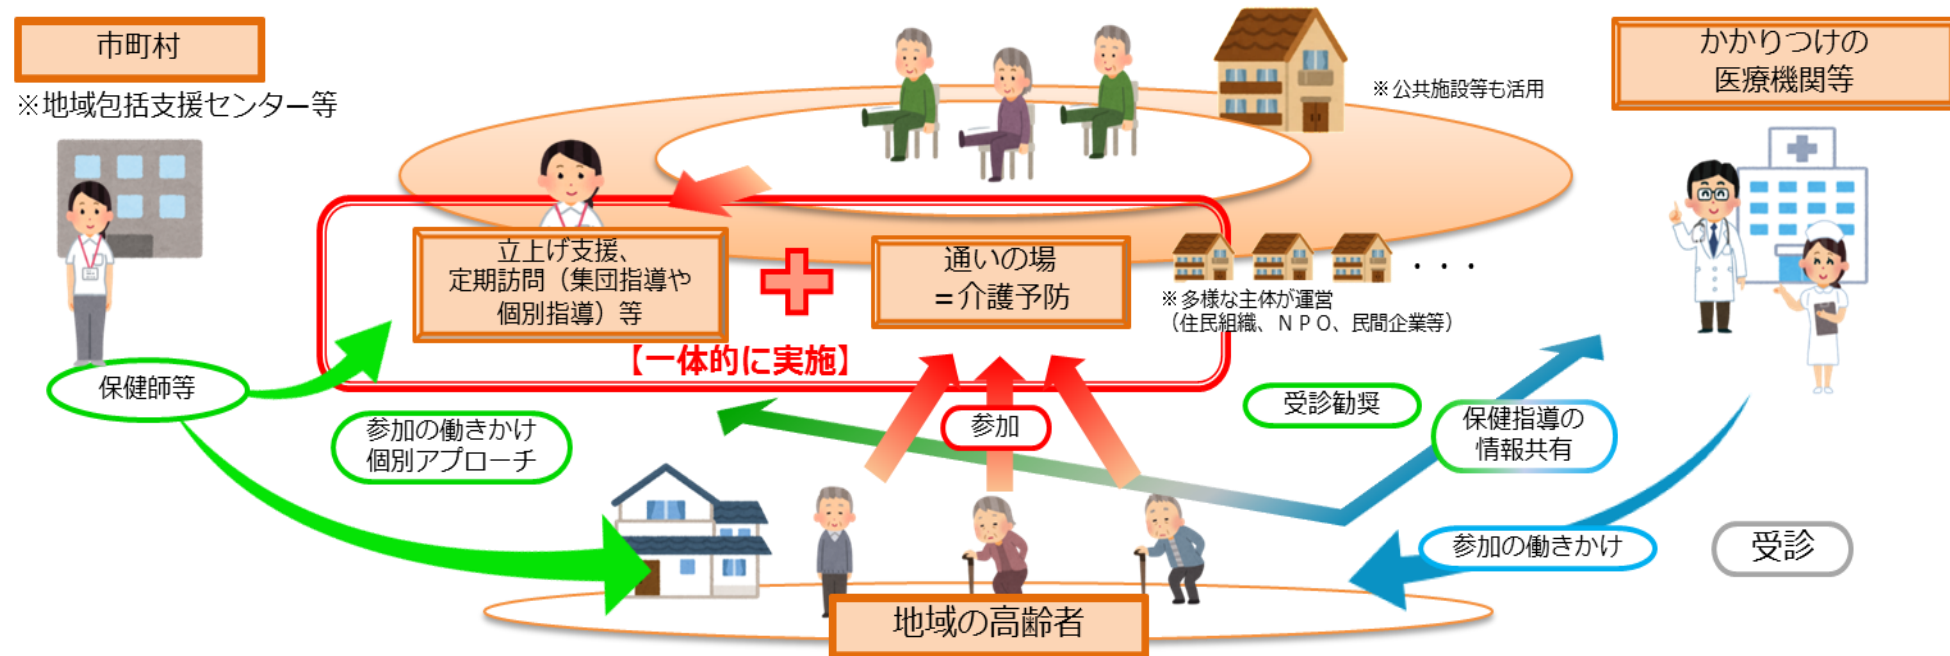 市町村
※地域包括支援センター等
※公共施設等も活用
かかりつけの
医療機関等
立上げ支援、
定期訪問（集団指導や
個別指導）等
通いの場
＝介護予防
・・・
※多様な主体が運営
（住民組織、ＮＰＯ、民間企業等）
【一体的に実施】
保健師等
参加の働きかけ
個別アプローチ
参加
受診勧奨
保健指導の
情報共有
参加の働きかけ
受診
地域の高齢者